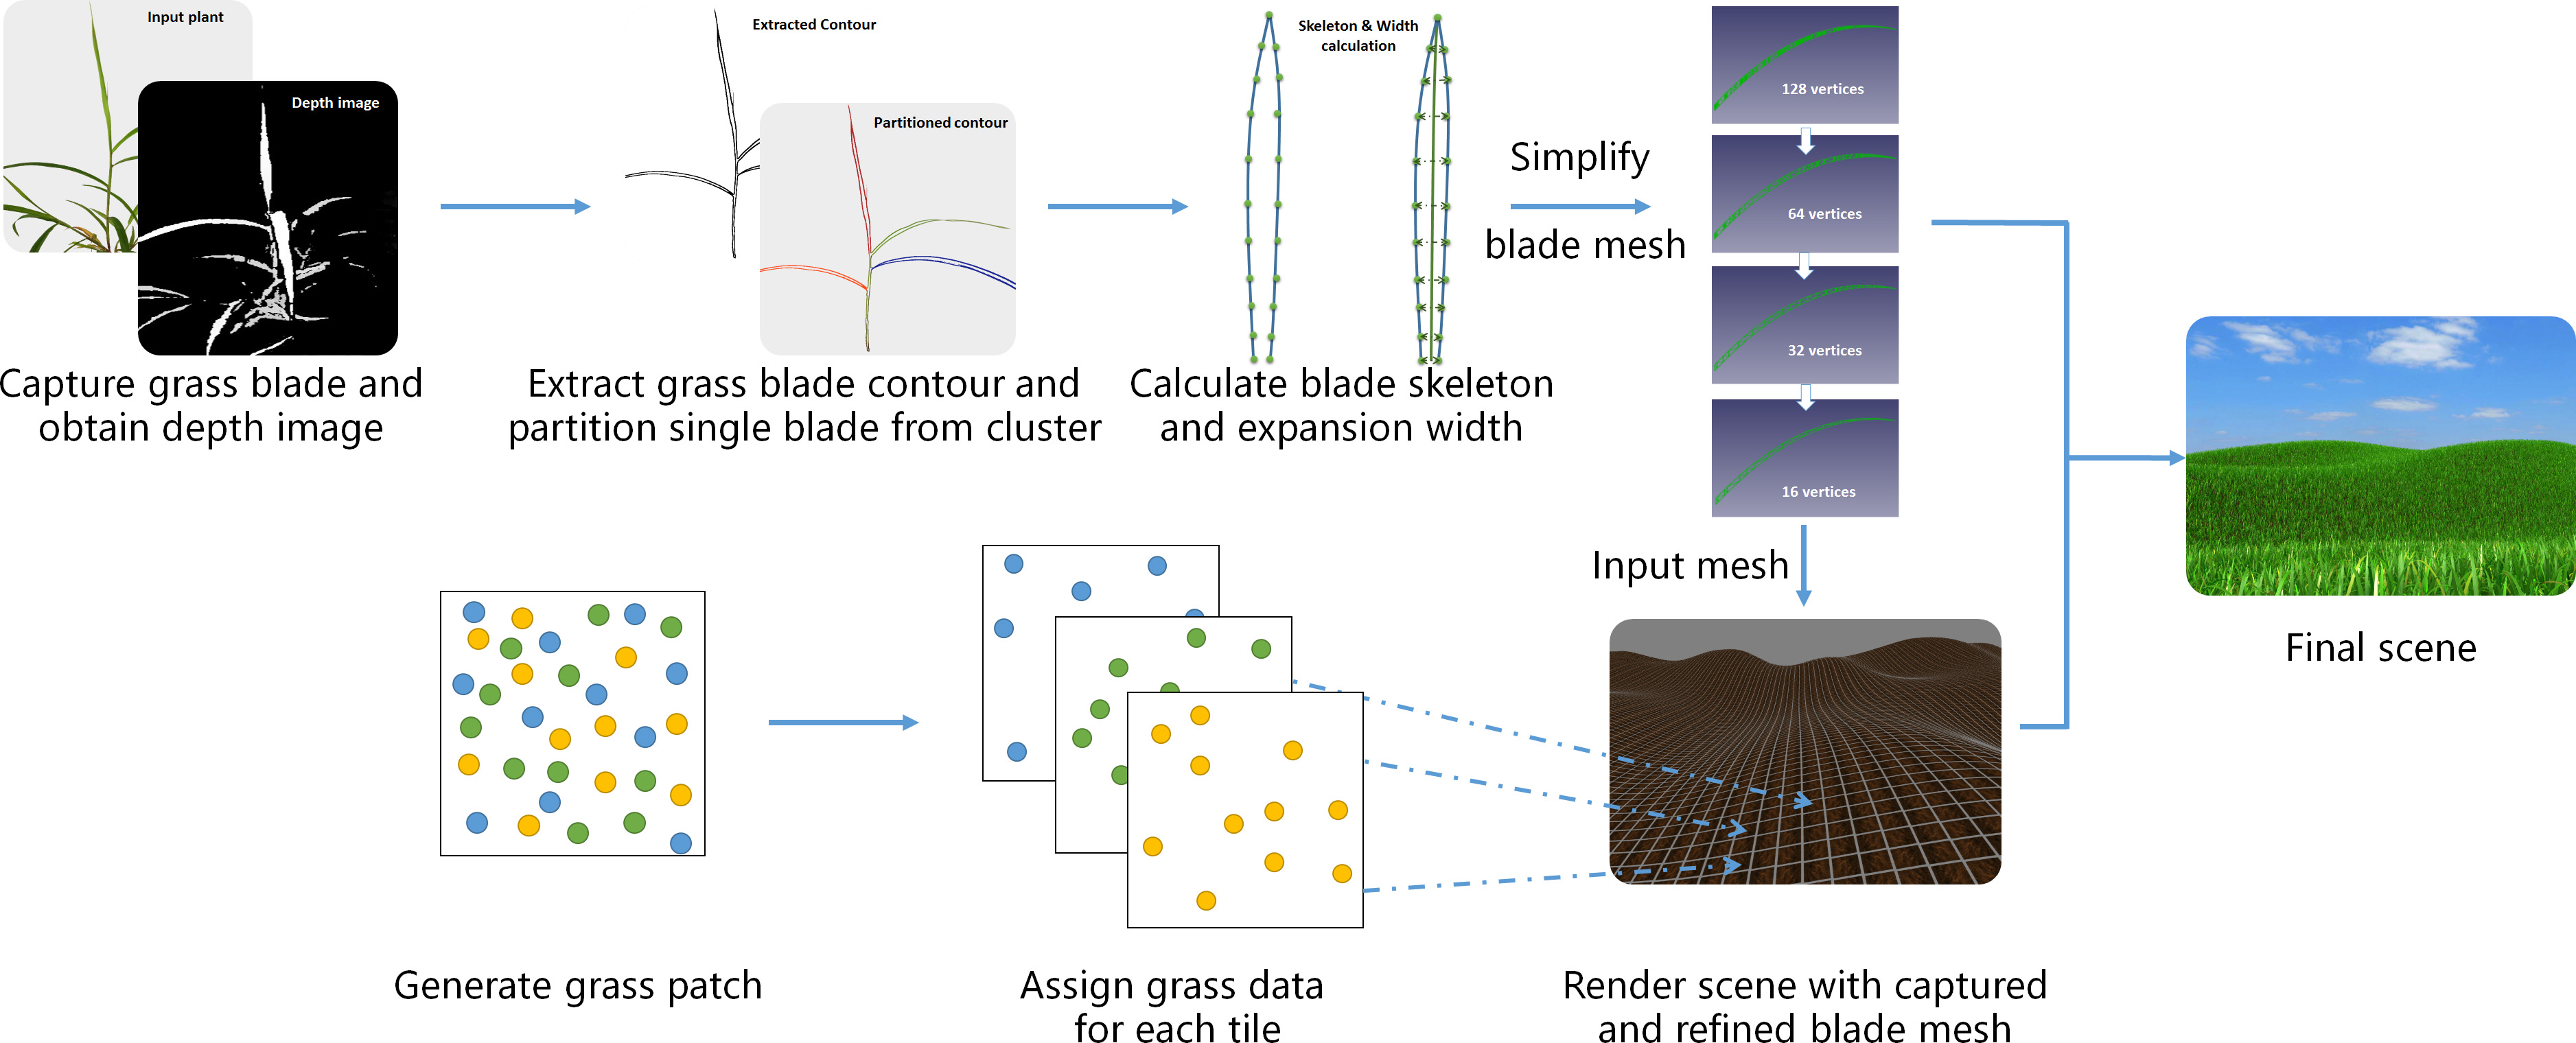 Input plant
Depth image
Capture grass blade and
obtain depth image
Extracted Contour
Partitioned contour
Extract grass blade contour and
partition single blade from cluster
Skeleton & Width
calculation
Calculate blade skeleton
and expansion width
Simplify
blade mesh
128 vertices
64 vertices
32 vertices
16 vertices
Input mesh
Final scene
Generate grass patch
Assign grass data
for each tile
Render scene with captured
and refined blade mesh